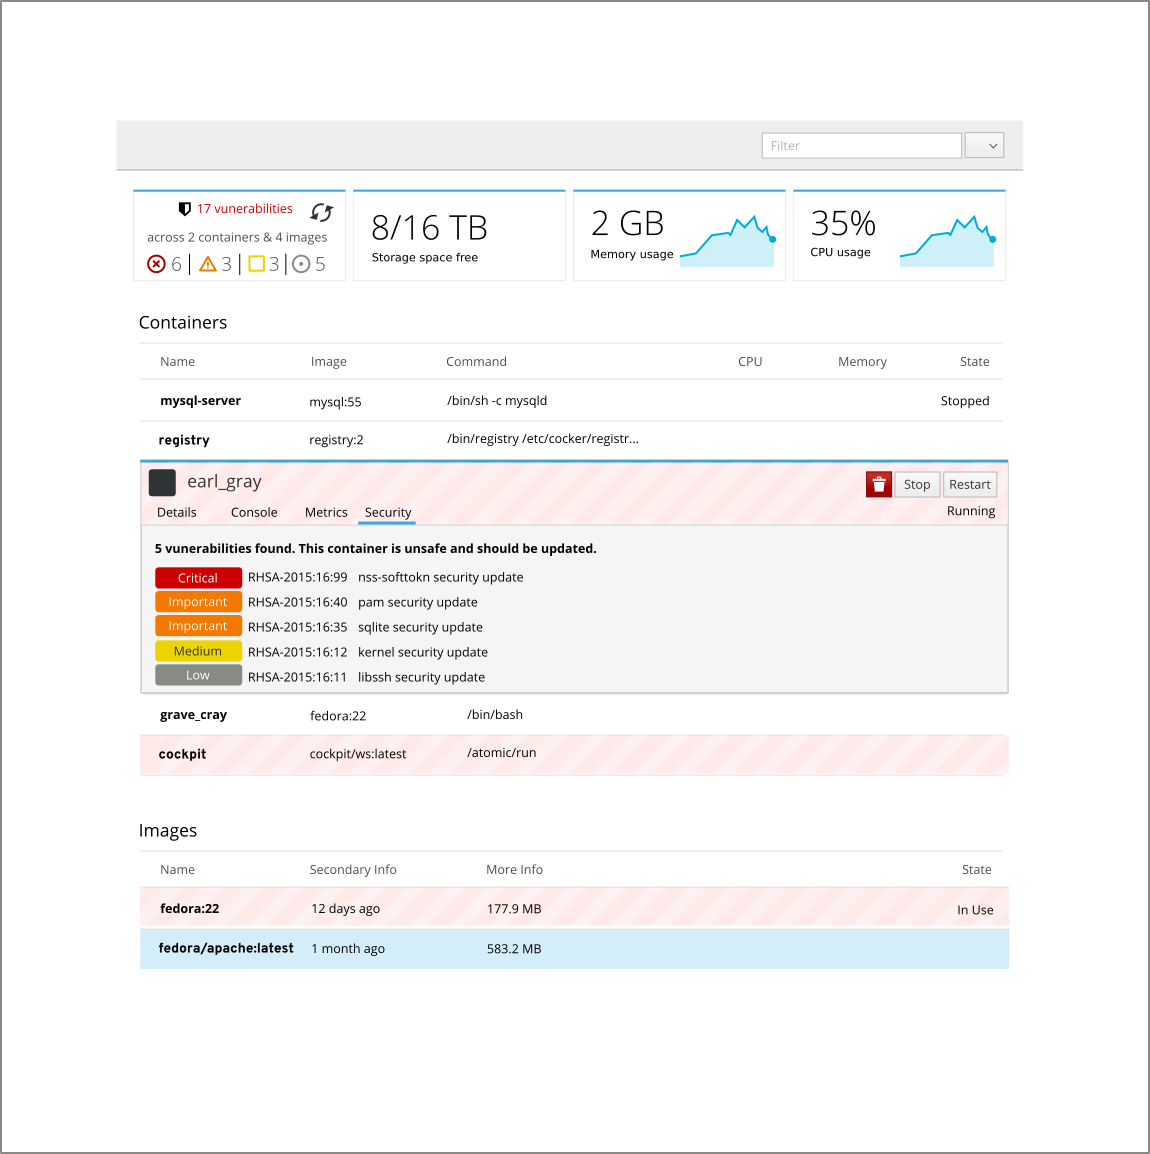 Filter
17 vunerabilities
across 2 containers & 4 images
6 3 3 5
8/16 TB
Storage space free
2 GB
Memory usage
35%
CPU usage
Containers
Name Image Command CPU Memory State
mysql-server mysql:55 /bin/sh -c mysqld Stopped
registry registry:2 /bin/registry /etc/cocker/registr...
earl_gray Stop Restart
Details Console Metrics Security Running
5 vunerabilities found. This container is unsafe and should be updated.
Critical RHSA-2015:16:99 nss-softtokn security update
Important RHSA-2015:16:40 pam security update
Important RHSA-2015:16:35 sqlite security update
Medium RHSA-2015:16:12 kernel security update
Low RHSA-2015:16:11 libssh security update
grave_cray fedora:22 /bin/bash
cockpit cockpit/ws:latest /atomic/run
Images
Name Secondary Info More Info State
fedora:22 12 days ago 177.9 MB In Use
fedora/apache:latest 1 month ago 583.2 MB